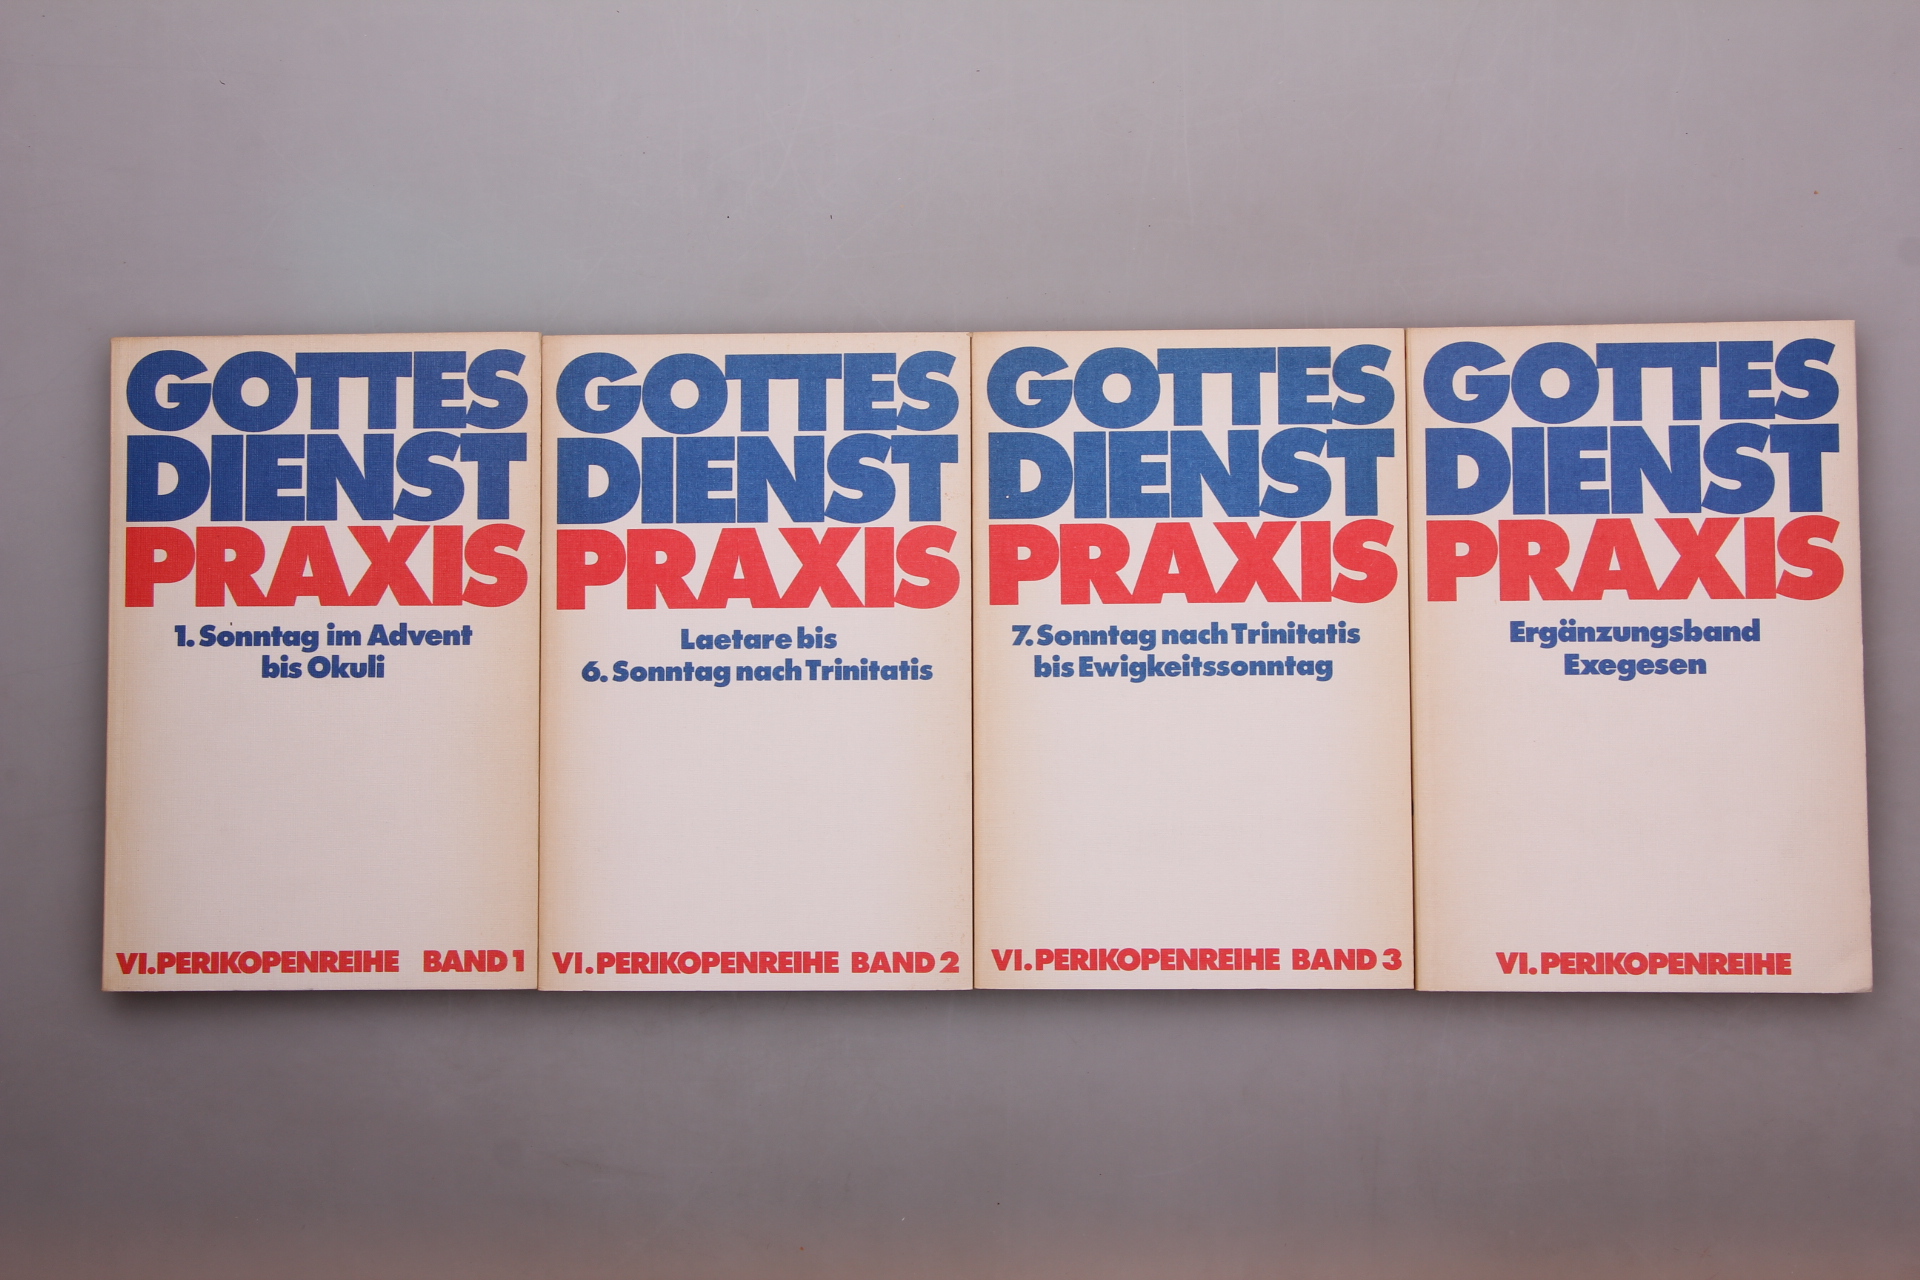 GOTTES
DIENST
PRAXIS
1. Sonntag im Advent
bis Okuli
VI. PERIKOPENREIHE BAND 1
GOTTES
DIENST
PRAXIS
Laetare bis
6. Sonntag nach Trinitatis
VI. PERIKOPENREIHE BAND 2
GOTTES
DIENST
PRAXIS
7. Sonntag nach Trinitatis
bis Ewigkeitssonntag
VI. PERIKOPENREIHE BAND 3
GOTTES
DIENST
PRAXIS
Ergänzungsband
Exegesen
VI. PERIKOPENREIHE